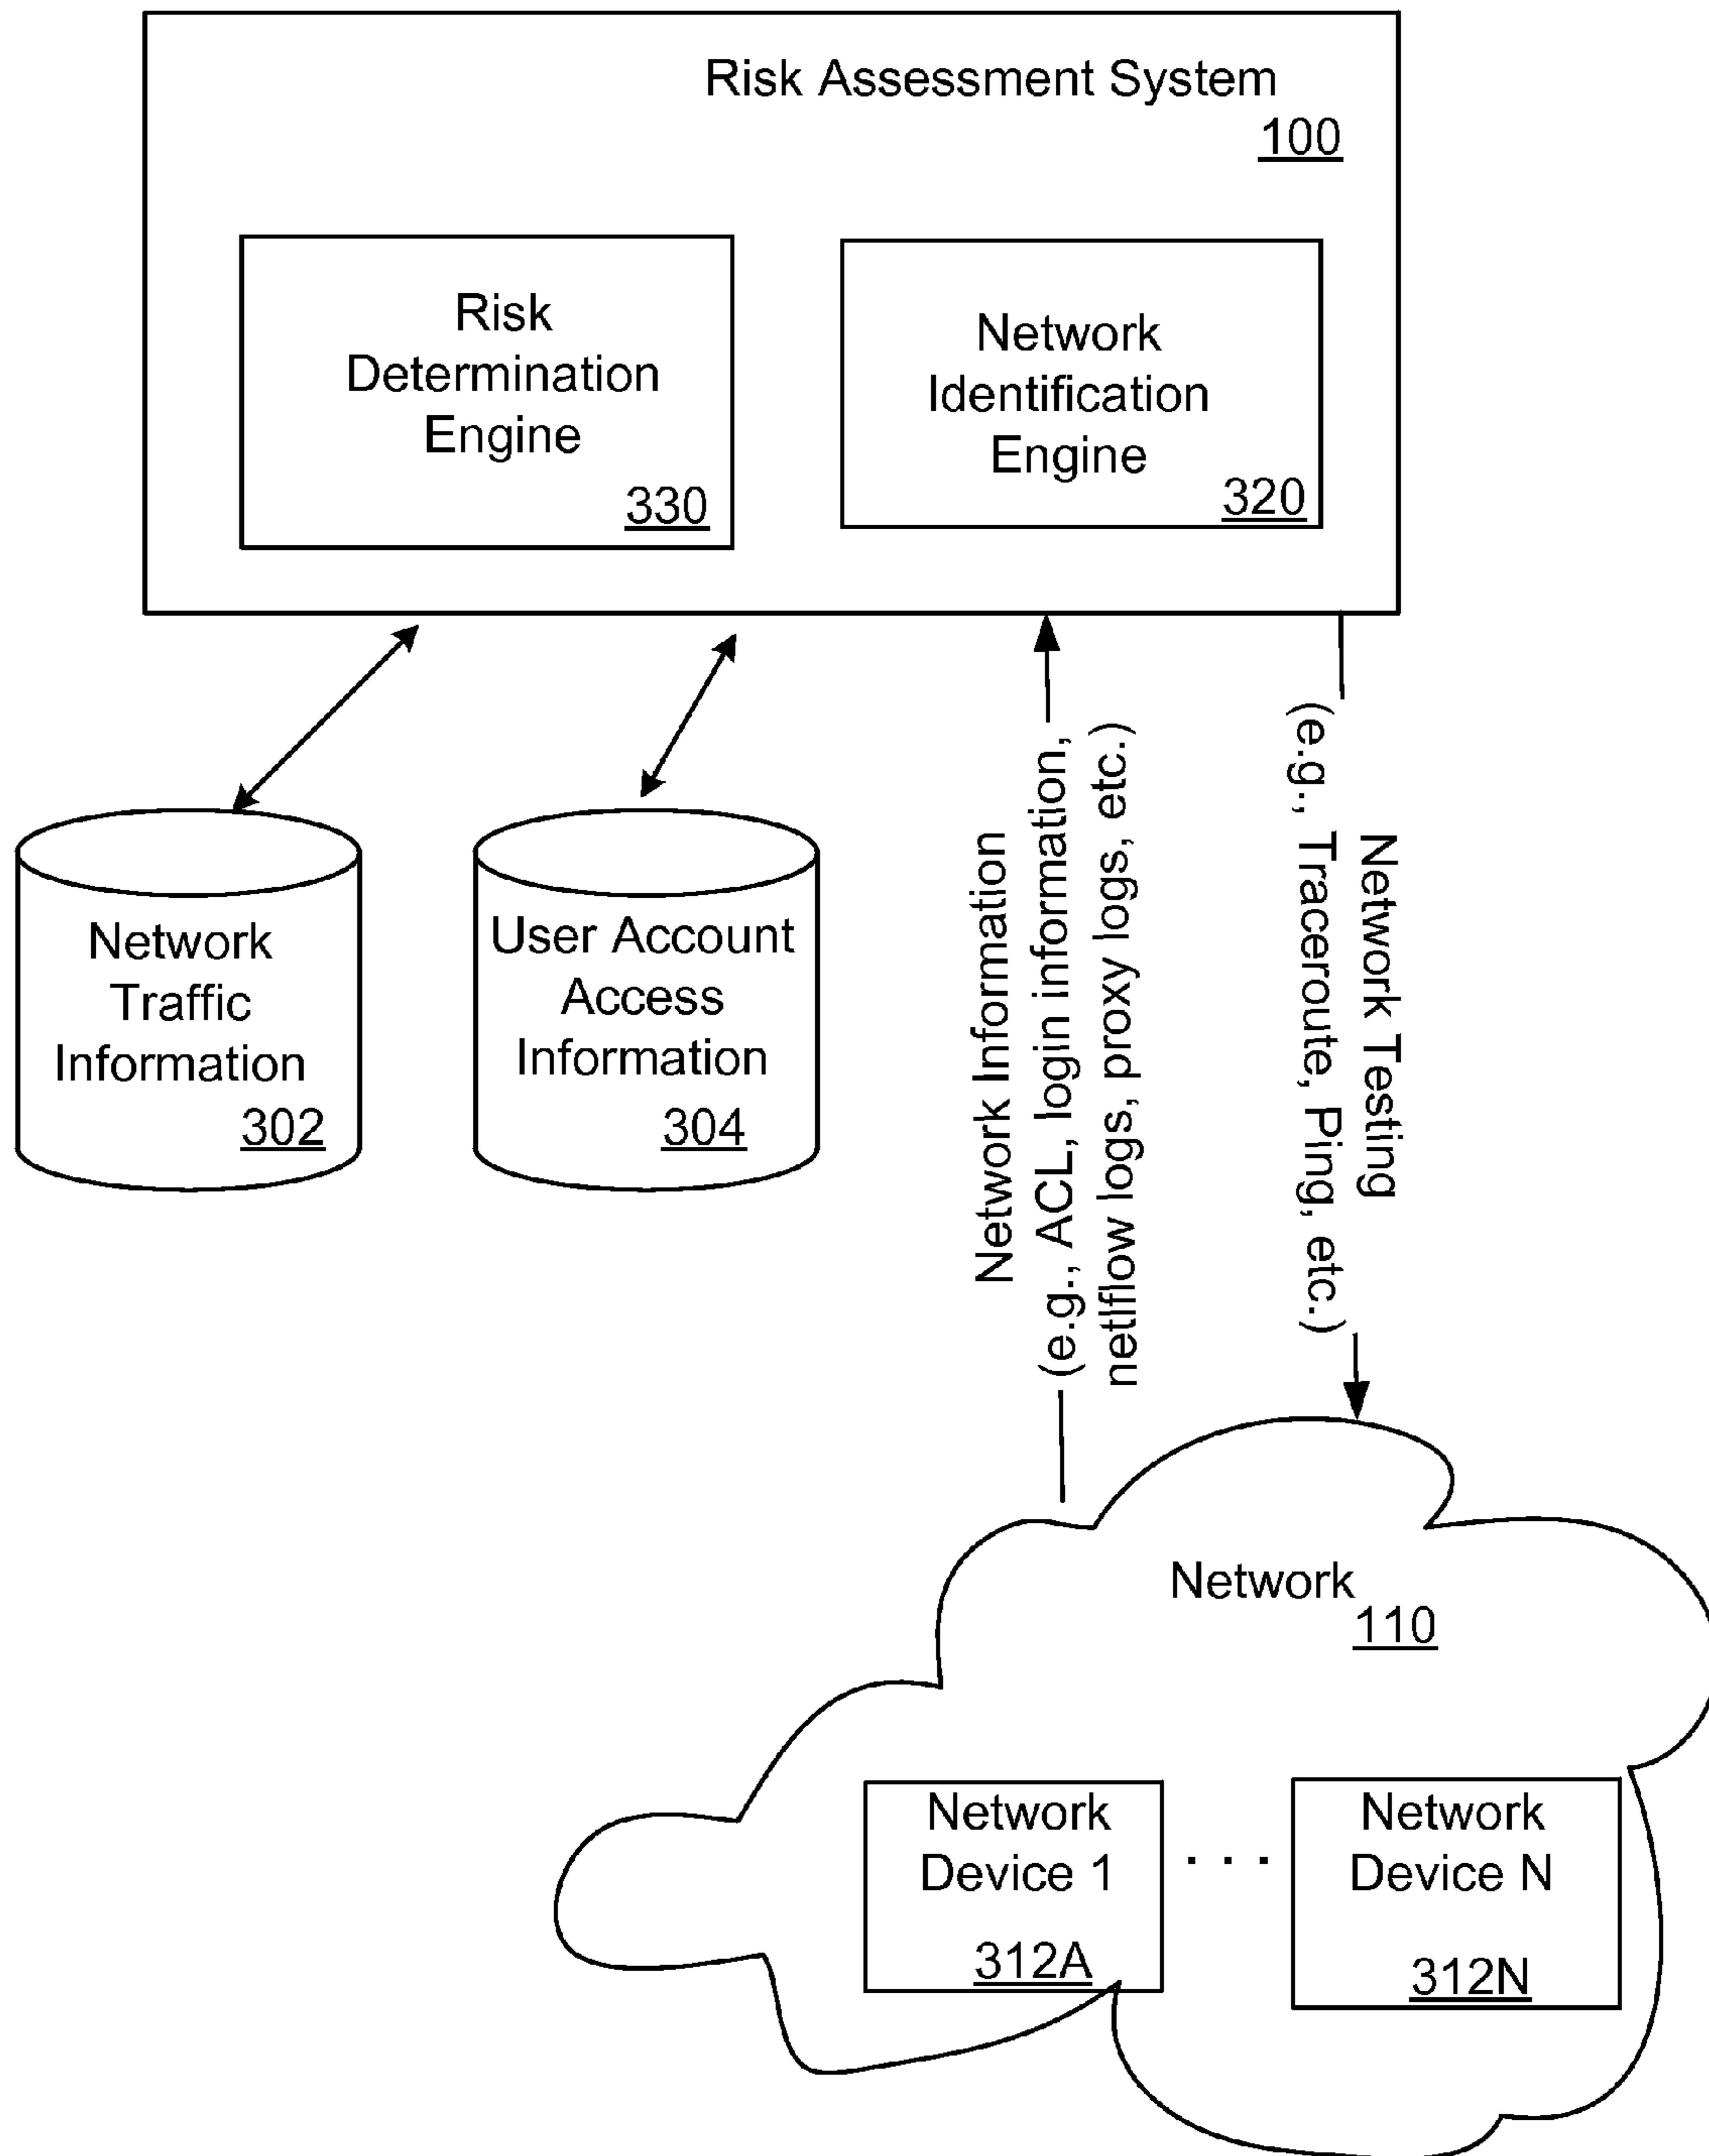 Risk Assessment System
100
Risk
Determination
Engine
330
Network
Identification
Engine
320
Network
Traffic
Information
302
User Account
Access
Information
304
Network Information
(e.g., ACL, login information,
netlflow logs, proxy logs, etc.)
Network Testing
(e.g., Traceroute, Ping, etc.)
Network
110
Network
Device 1
312A
. . .
Network
Device N
312N